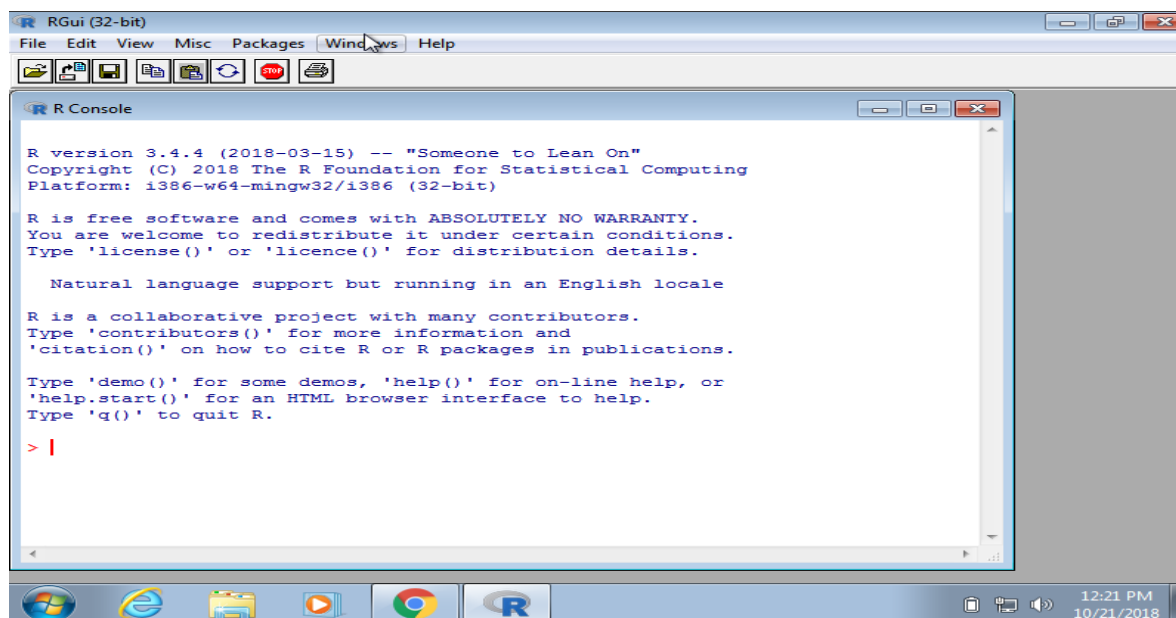 RGui (32-bit)
File Edit View Misc Packages Windows Help
STOP
R Console
R version 3.4.4 (2018-03-15) -- "Someone to Lean On"
Copyright (C) 2018 The R Foundation for Statistical Computing
Platform: i386-w64-mingw32/i386 (32-bit)
R is free software and comes with ABSOLUTELY NO WARRANTY.
You are welcome to redistribute it under certain conditions.
Type 'license()' or 'licence()' for distribution details.
Natural language support but running in an English locale
R is a collaborative project with many contributors.
Type 'contributors()' for more information and
'citation()' on how to cite R or R packages in publications.
Type 'demo()' for some demos, 'help()' for on-line help, or
'help.start()' for an HTML browser interface to help.
Type 'q()' to quit R.
>
R
12:21 PM
10/21/2018